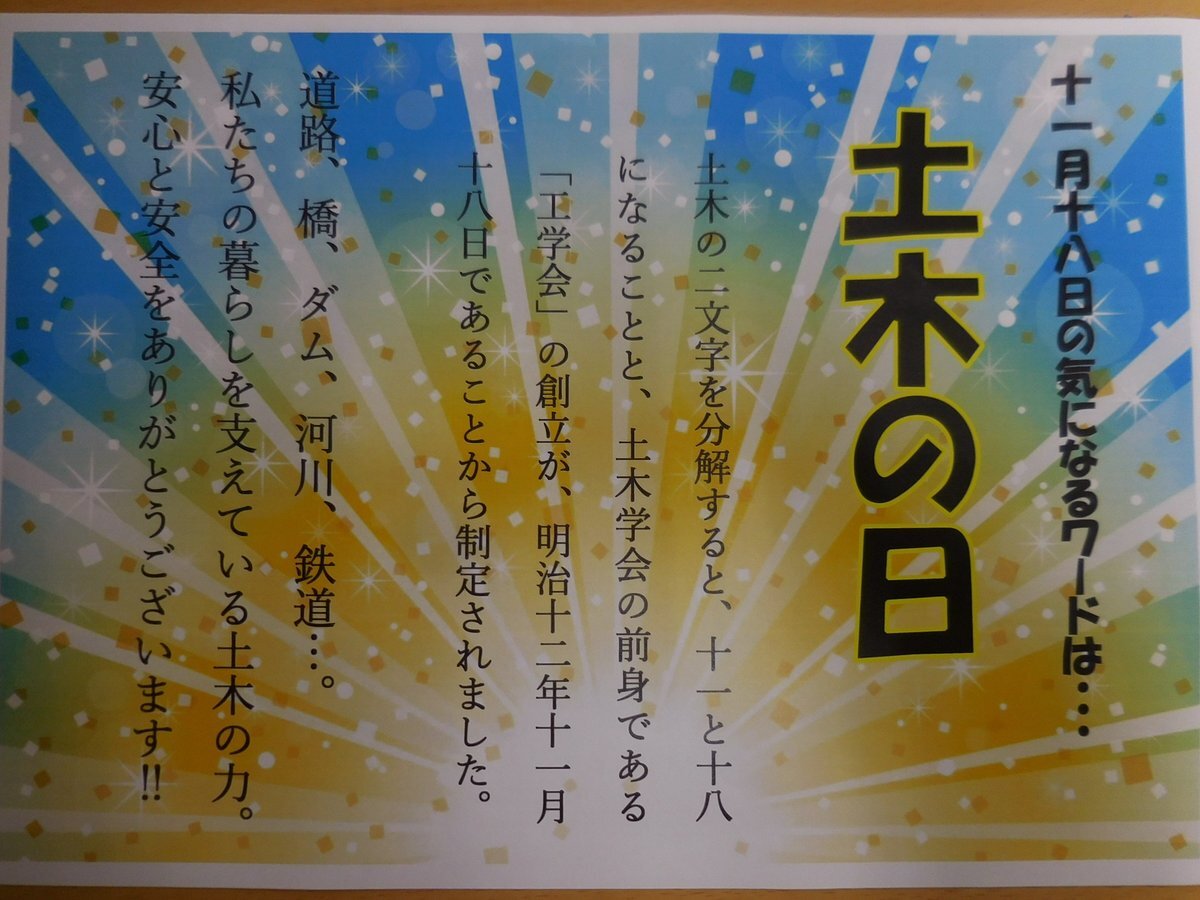 十一月十八日の気になるワードは・・・
土木の日
土木の二文字を分解すると、十一と十八
になることと、土木学会の前身である
「工学会」の創立が、明治十二年十一月
十八日であることから制定されました。
道路、橋、ダム、河川、鉄道…。
私たちの暮らしを支えている土木の力。
安心と安全をありがとうございます!!